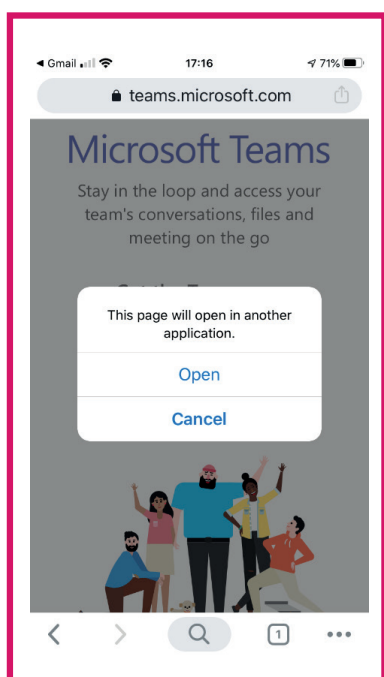 ◀ Gmail 17:16 71%
teams.microsoft.com
Microsoft Teams
Stay in the loop and access your
team's conversations, files and
meeting on the go
This page will open in another
application.
Open
Cancel
1